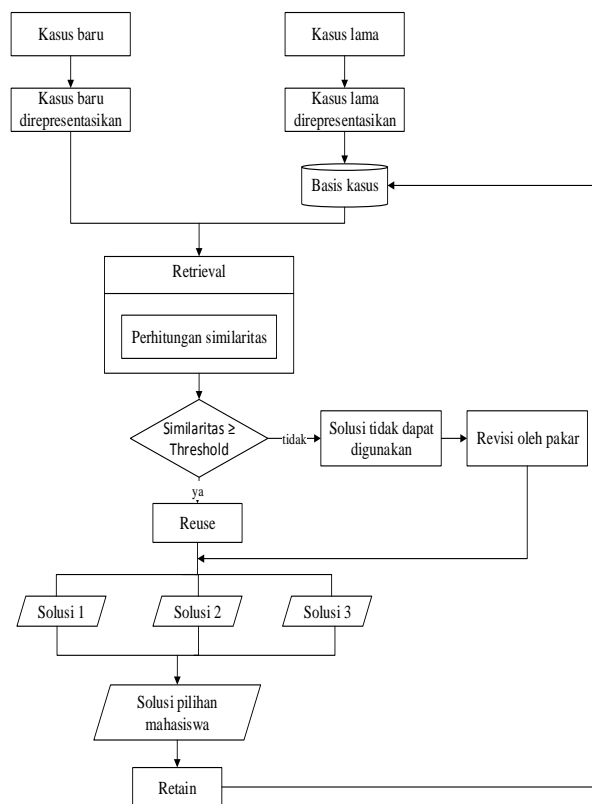 Kasus baru
Kasus lama
Kasus baru
direpresentasikan
Kasus lama
direpresentasikan
Basis kasus
Retrieval
Perhitungan similaritas
Similaritas ≥
Threshold
tidak
Solusi tidak dapat
digunakan
Revisi oleh pakar
ya
Reuse
Solusi 1
Solusi 2
Solusi 3
Solusi pilihan
mahasiswa
Retain